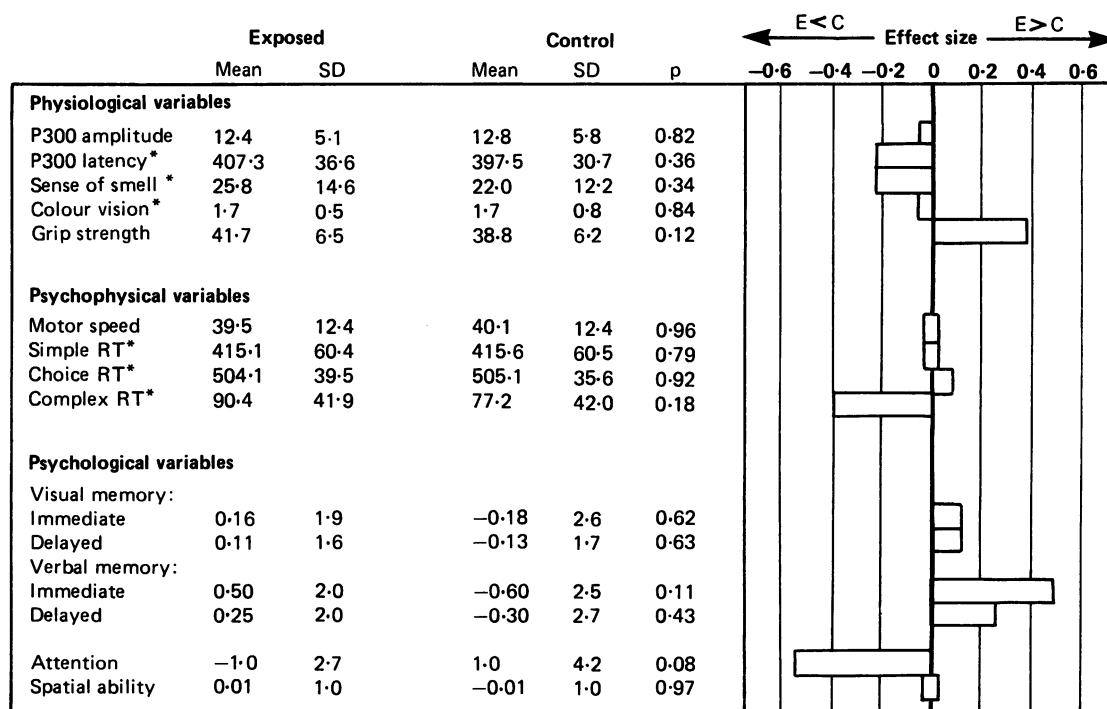 E<C E>C
Exposed Control Effect size
Mean SD Mean SD p −0·6 −0·4 −0·2 0 0·2 0·4 0·6
Physiological variables
P300 amplitude 12·4 5·1 12·8 5·8 0·82
P300 latency* 407·3 36·6 397·5 30·7 0·36
Sense of smell * 25·8 14·6 22·0 12·2 0·34
Colour vision* 1·7 0·5 1·7 0·8 0·84
Grip strength 41·7 6·5 38·8 6·2 0·12
Psychophysical variables
Motor speed 39·5 12·4 40·1 12·4 0·96
Simple RT* 415·1 60·4 415·6 60·5 0·79
Choice RT* 504·1 39·5 505·1 35·6 0·92
Complex RT* 90·4 41·9 77·2 42·0 0·18
Psychological variables
Visual memory:
Immediate 0·16 1·9 −0·18 2·6 0·62
Delayed 0·11 1·6 −0·13 1·7 0·63
Verbal memory:
Immediate 0·50 2·0 −0·60 2·5 0·11
Delayed 0·25 2·0 −0·30 2·7 0·43
Attention −1·0 2·7 1·0 4·2 0·08
Spatial ability 0·01 1·0 −0·01 1·0 0·97